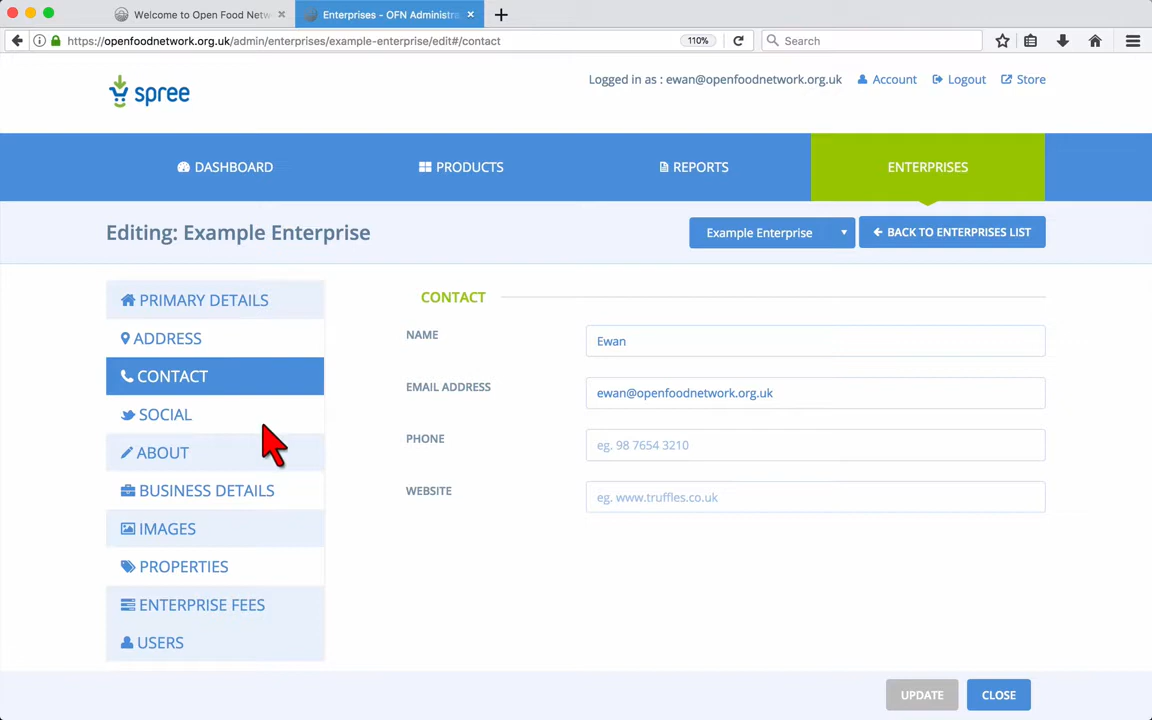 Welcome to Open Food Netw
Enterprises - OFN Administra
https://openfoodnetwork.org.uk/admin/enterprises/example-enterprise/edit#/contact
110%
Search
spree
Logged in as : ewan@openfoodnetwork.org.uk
Account
Logout
Store
DASHBOARD
PRODUCTS
REPORTS
ENTERPRISES
Editing: Example Enterprise
Example Enterprise
BACK TO ENTERPRISES LIST
PRIMARY DETAILS
ADDRESS
CONTACT
SOCIAL
ABOUT
BUSINESS DETAILS
IMAGES
PROPERTIES
ENTERPRISE FEES
USERS
CONTACT
NAME
Ewan
EMAIL ADDRESS
ewan@openfoodnetwork.org.uk
PHONE
eg. 98 7654 3210
WEBSITE
eg. www.truffles.co.uk
UPDATE
CLOSE